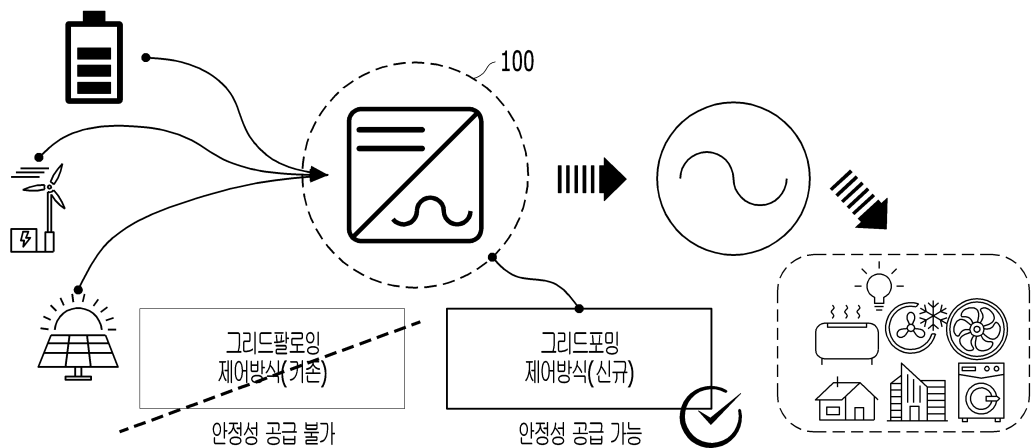 100
그리드팔로잉
제어방식(기존)
안정성 공급 불가
그리드포밍
제어방식(신규)
안정성 공급 가능